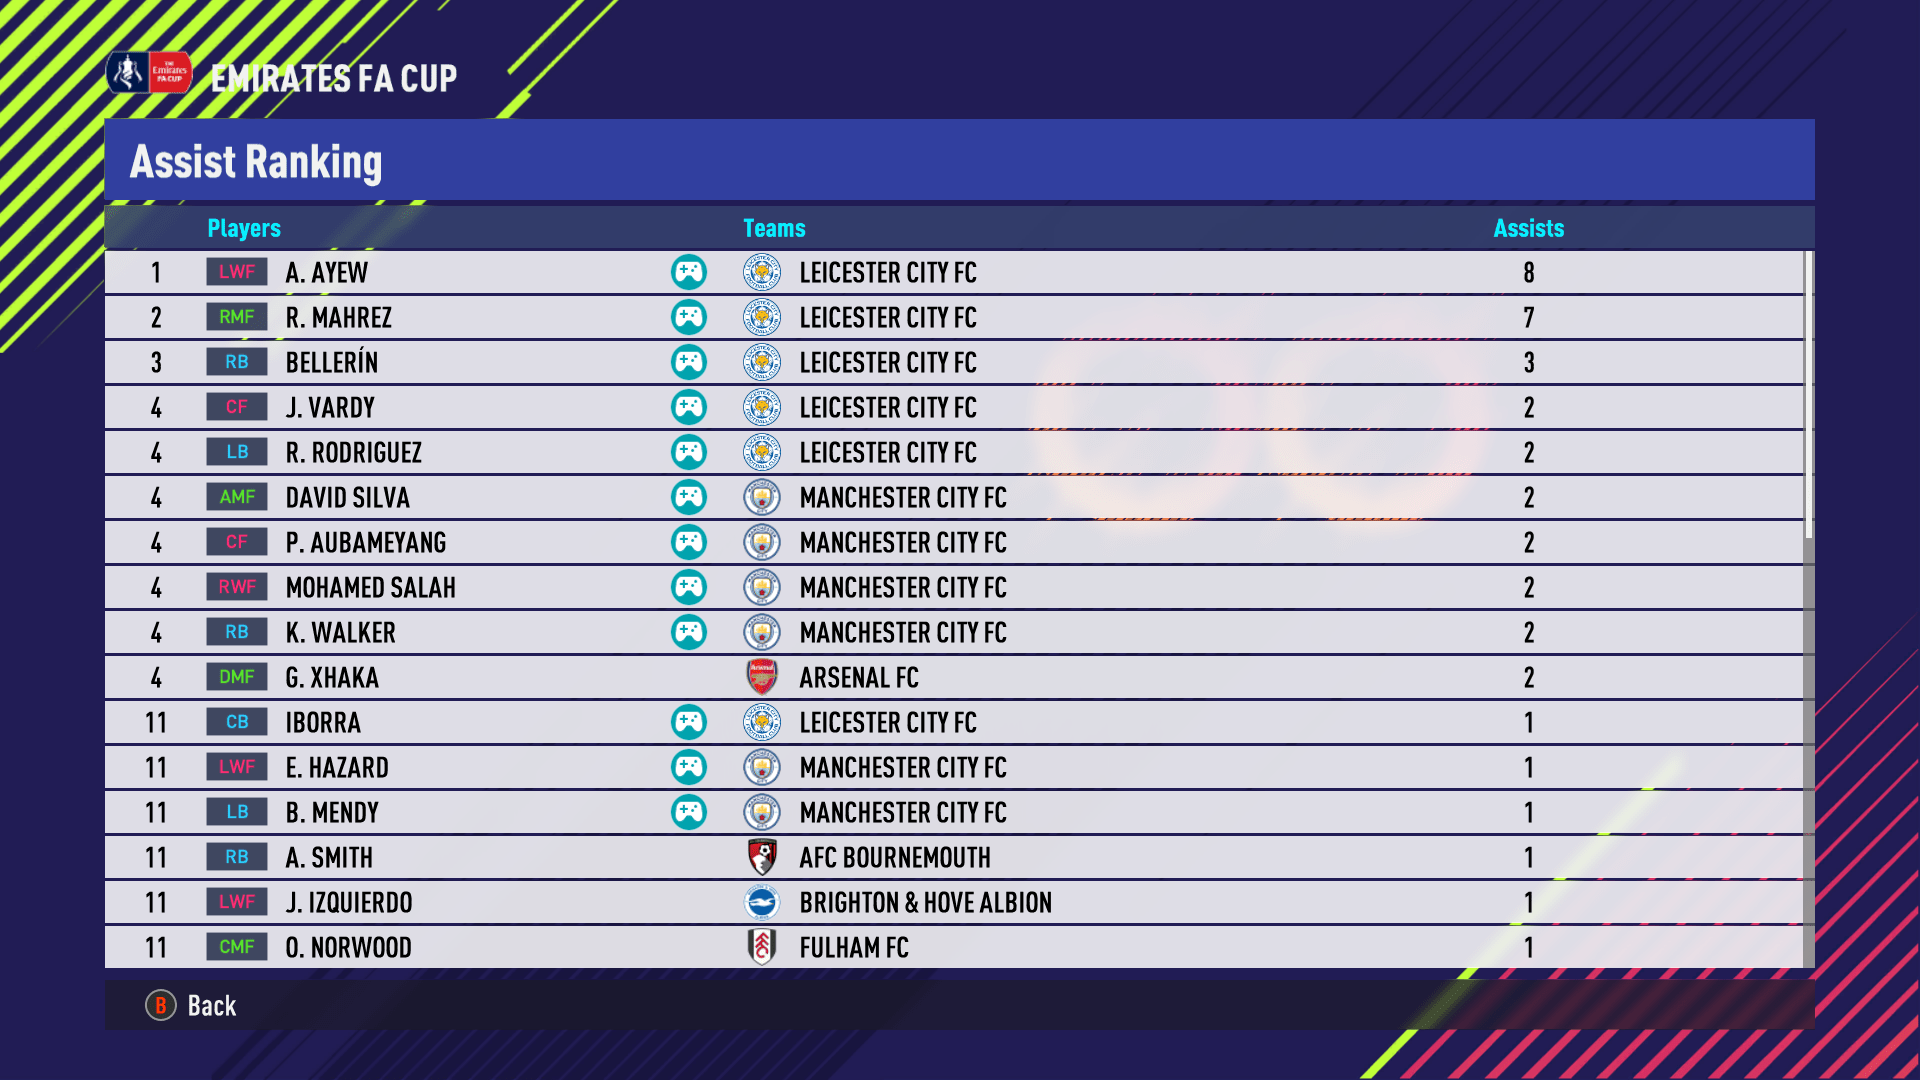 THE Emirates FA CUP
EMIRATES FA CUP
Assist Ranking
Players Teams Assists
1 LWF A. AYEW LEICESTER CITY FC 8
2 RMF R. MAHREZ LEICESTER CITY FC 7
3 RB BELLERÍN LEICESTER CITY FC 3
4 CF J. VARDY LEICESTER CITY FC 2
4 LB R. RODRIGUEZ LEICESTER CITY FC 2
4 AMF DAVID SILVA MANCHESTER CITY FC 2
4 CF P. AUBAMEYANG MANCHESTER CITY FC 2
4 RWF MOHAMED SALAH MANCHESTER CITY FC 2
4 RB K. WALKER MANCHESTER CITY FC 2
4 DMF G. XHAKA ARSENAL FC 2
11 CB IBORRA LEICESTER CITY FC 1
11 LWF E. HAZARD MANCHESTER CITY FC 1
11 LB B. MENDY MANCHESTER CITY FC 1
11 RB A. SMITH AFC BOURNEMOUTH 1
11 LWF J. IZQUIERDO BRIGHTON & HOVE ALBION 1
11 CMF O. NORWOOD FULHAM FC 1
B Back